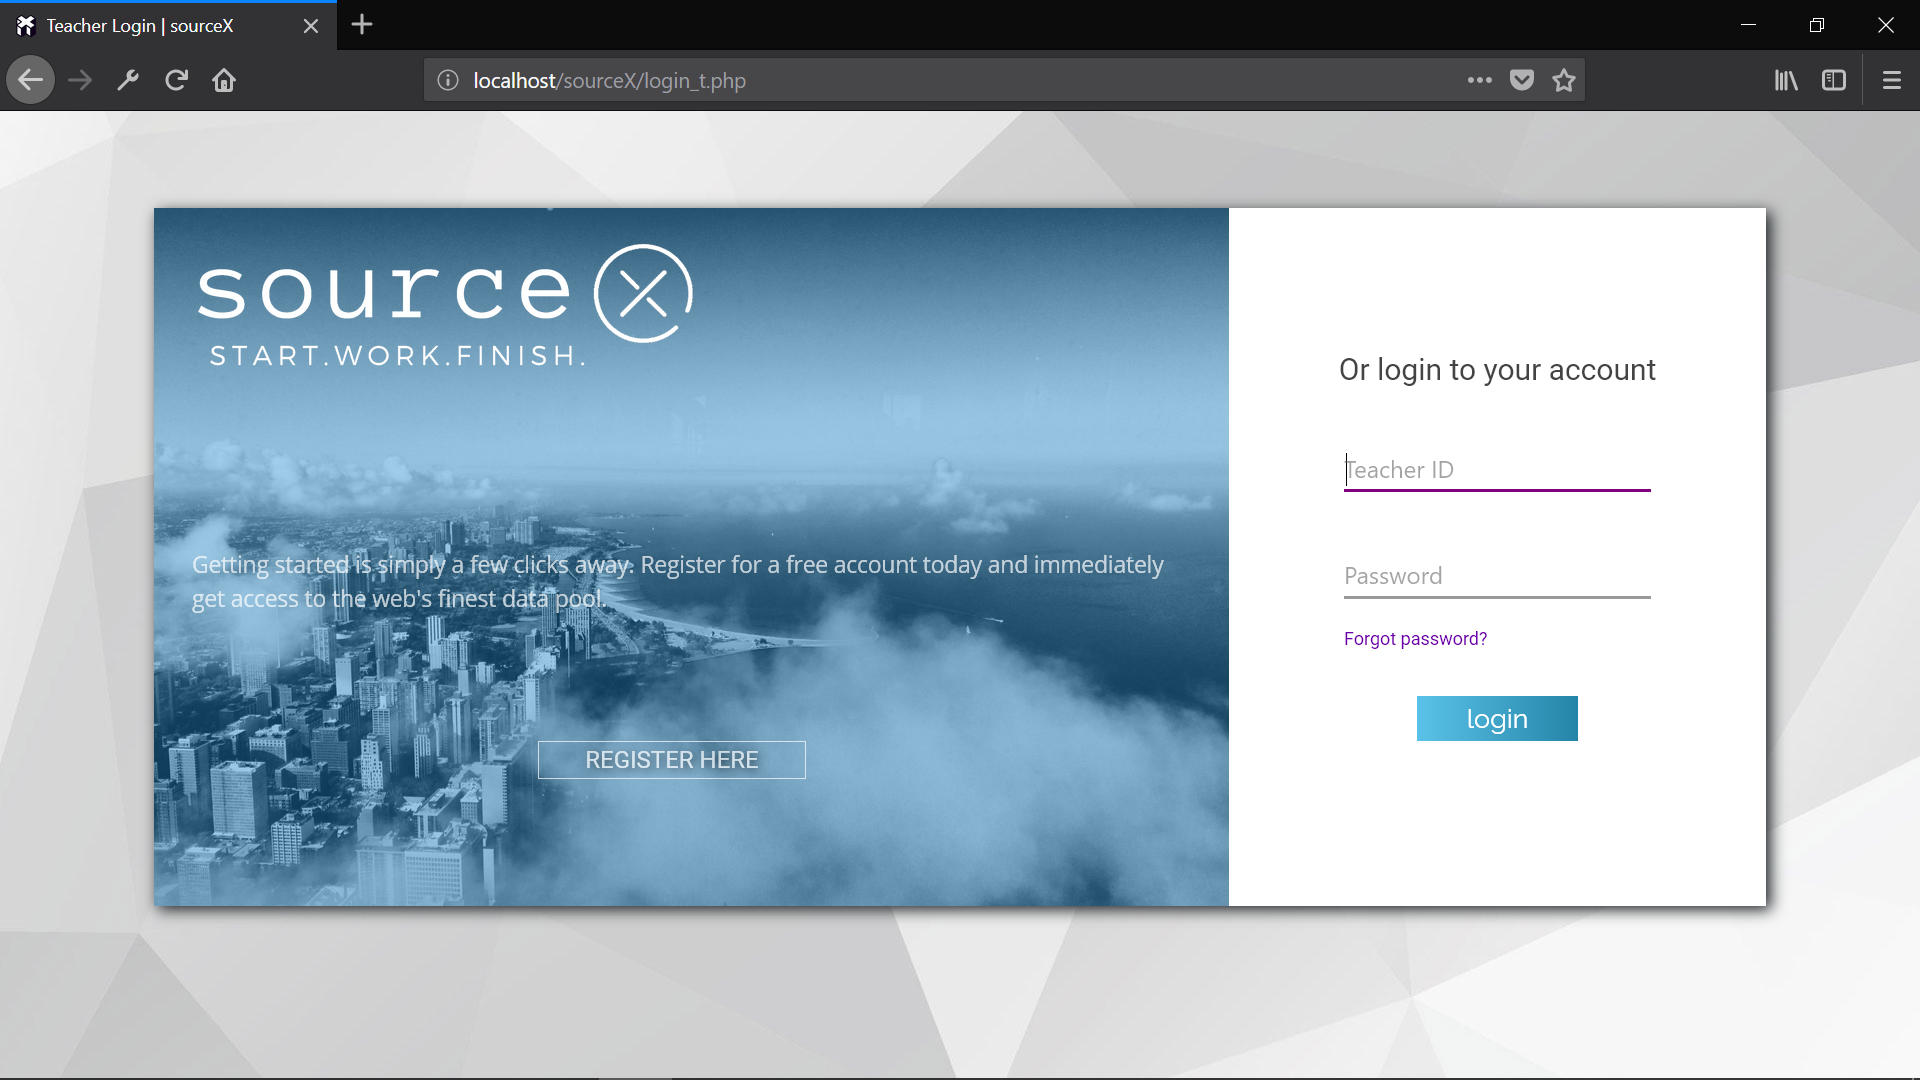 Teacher Login | sourceX
localhost/sourceX/login_t.php
source X
START.WORK.FINISH.
Getting started is simply a few clicks away. Register for a free account today and immediately
get access to the web's finest data pool.
REGISTER HERE
Or login to your account
Teacher ID
Password
Forgot password?
login